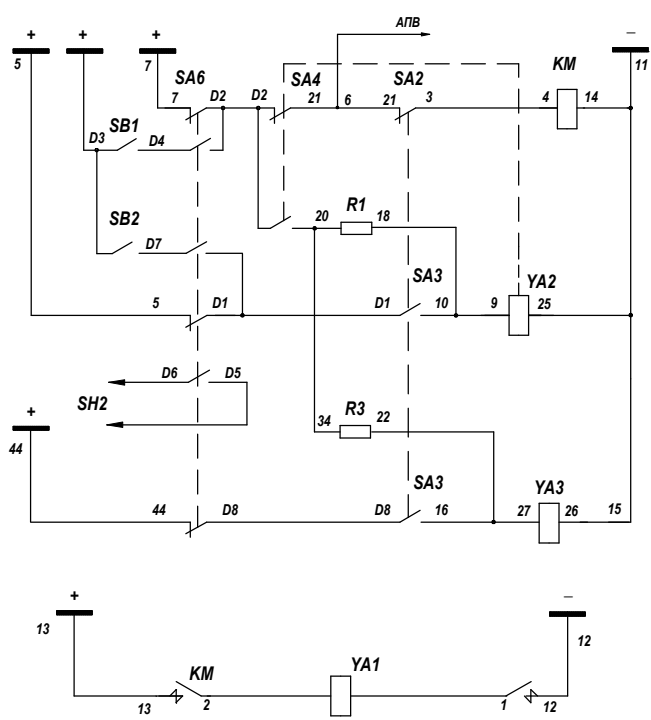 АПВ
+ + + –
5 7 11
SA6 SA4 SA2 KM
7 D2 D2 21 6 21 3 4 14
D3 SB1 D4
SB2 20 R1 18
D7
SA3 YA2
5 D1 D1 10 9 25
D6 D5
SH2
+ 34 R3 22
44
SA3 YA3
44 D8 D8 16 27 26 15
+ –
13 12
KM YA1
13 2 1 12